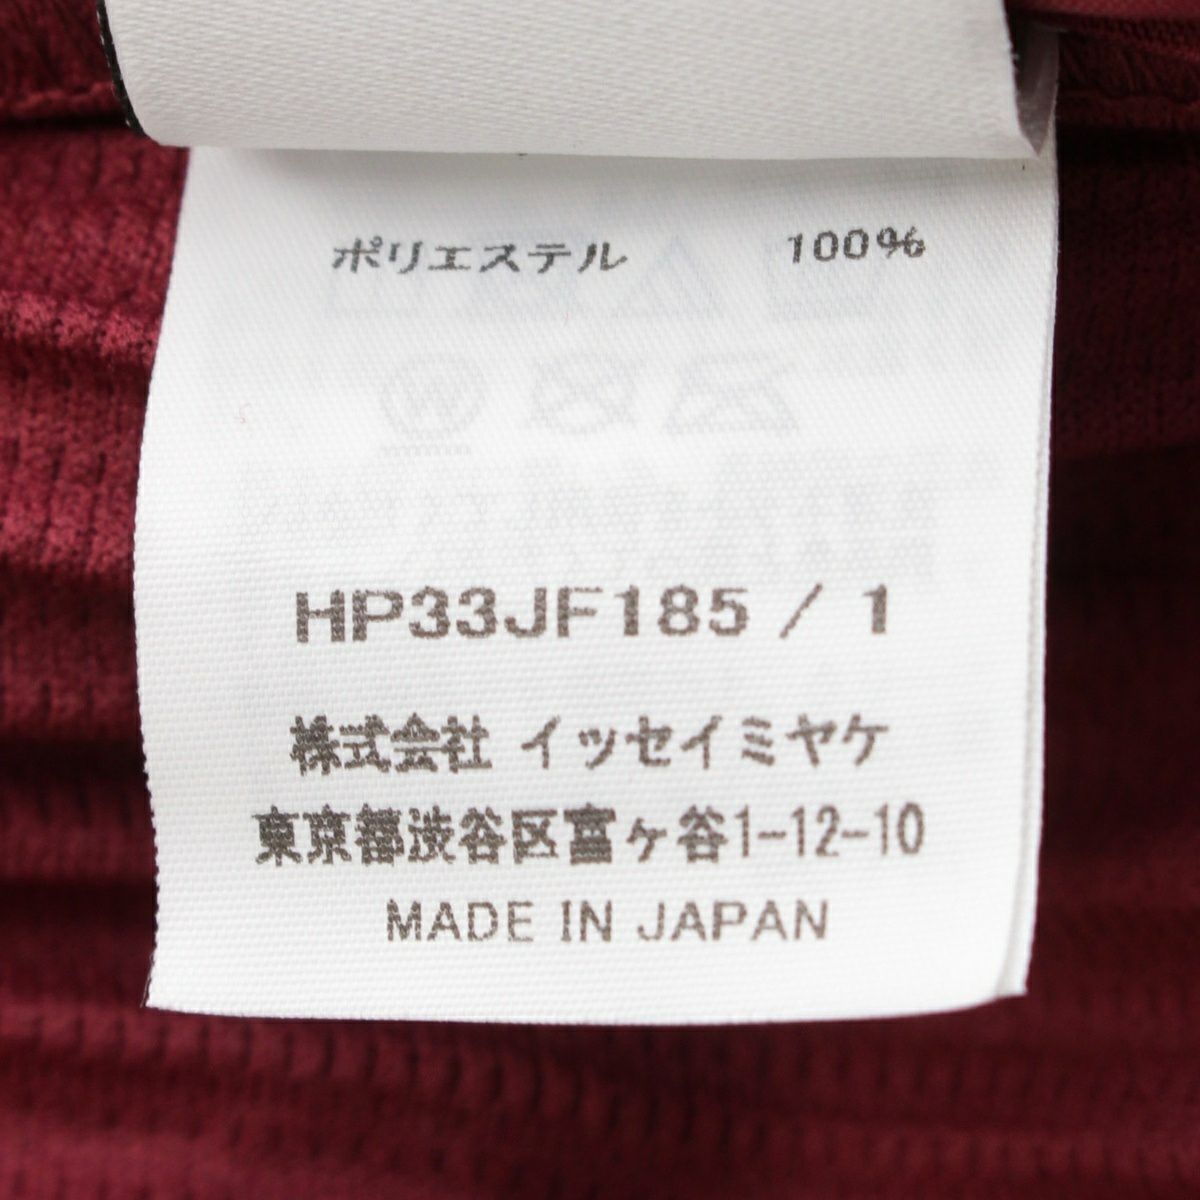 ポリエステル 100%
HP33JF185 / 1
株式会社 イッセイミヤケ
東京都渋谷区富ヶ谷1-12-10
MADE IN JAPAN